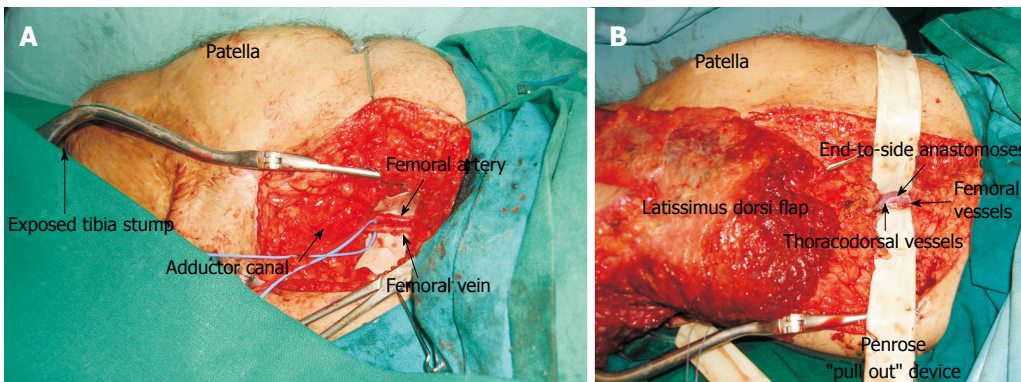 A
Patella
Femoral artery
Exposed tibia stump
Adductor canal
Femoral vein
B
Patella
End-to-side anastomoses
Latissimus dorsi flap
Femoral
vessels
Thoracodorsal vessels
Penrose
"pull out" device